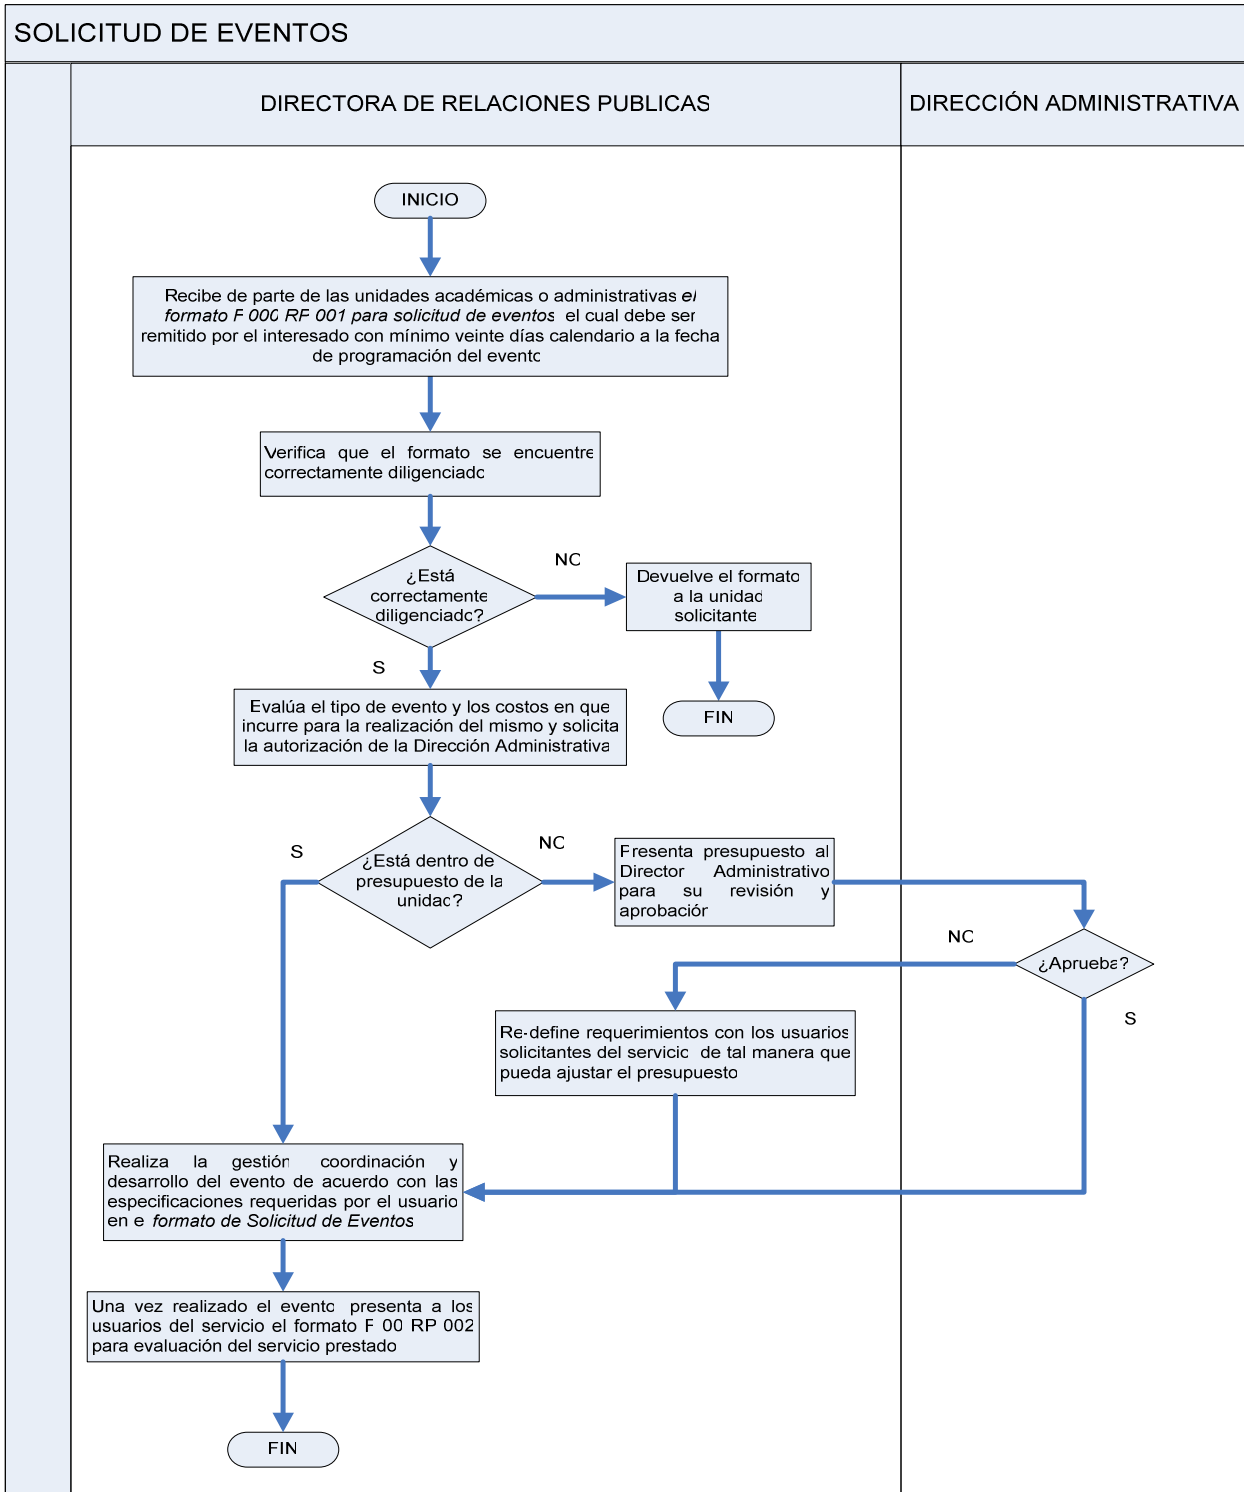 SOLICITUD DE EVENTOS
DIRECTORA DE RELACIONES PUBLICAS
DIRECCIÓN ADMINISTRATIVA
INICIO
Recibe de parte de las unidades académicas o administrativas el
formato F 000 RP 001 para solicitud de eventos el cual debe ser
remitido por el interesado con mínimo veinte días calendario a la fecha
de programación del evento
Verifica que el formato se encuentre
correctamente diligenciado
¿Está
correctamente
diligenciado?
NO
Devuelve el formato
a la unidad
solicitante
FIN
S
Evalúa el tipo de evento y los costos en que
incurre para la realización del mismo y solicita
la autorización de la Dirección Administrativa
¿Está dentro de
presupuesto de la
unidad?
S
NO
Presenta presupuesto al
Director Administrativo
para su revisión y
aprobación
¿Aprueba?
NO
S
Re-define requerimientos con los usuarios
solicitantes del servicio de tal manera que
pueda ajustar el presupuesto
Realiza la gestión coordinación y
desarrollo del evento de acuerdo con las
especificaciones requeridas por el usuario
en e formato de Solicitud de Eventos
Una vez realizado el evento presenta a los
usuarios del servicio el formato F 00 RP 002
para evaluación del servicio prestado
FIN